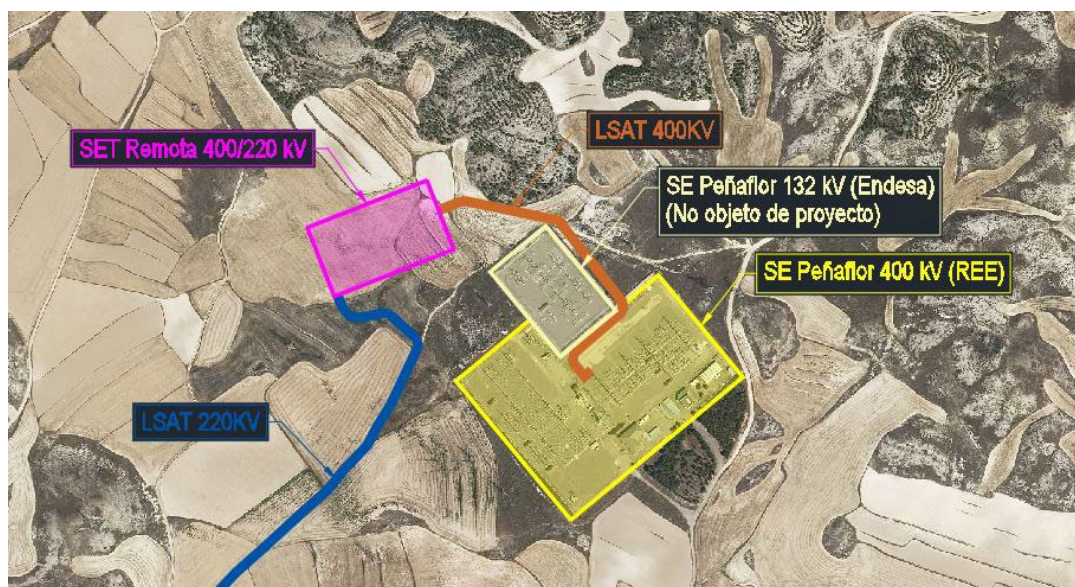 LSAT 400KV
SET Remota 400/220 kV
SE Peñaflor 132 kV (Endesa)
(No objeto de proyecto)
SE Peñaflor 400 kV (REE)
LSAT 220KV